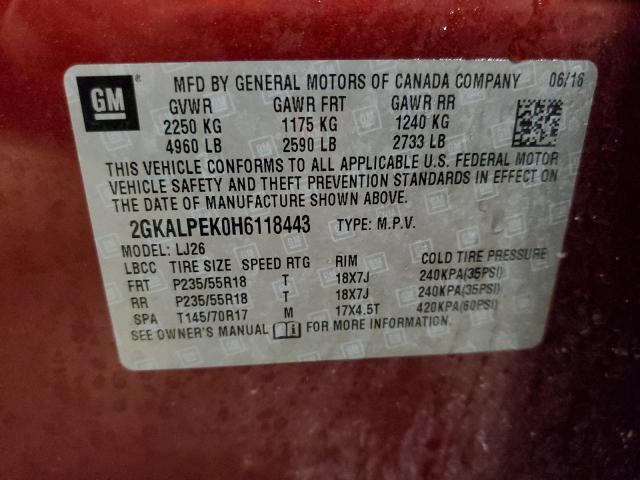 GM ® MFD BY GENERAL MOTORS OF CANADA COMPANY 06/16
GVWR GAWR FRT GAWR RR
2250 KG 1175 KG 1240 KG
4960 LB 2590 LB 2733 LB
THIS VEHICLE CONFORMS TO ALL APPLICABLE U.S. FEDERAL MOTOR
VEHICLE SAFETY AND THEFT PREVENTION STANDARDS IN EFFECT ON
THE DATE OF MANUFACTURE SHOWN ABOVE.
2GKALPEK0H6118443 TYPE: M.P.V.
MODEL: LJ26
LBCC TIRE SIZE SPEED RTG RIM COLD TIRE PRESSURE
FRT P235/55R18 T 18X7J 240KPA(35PSI)
RR P235/55R18 T 18X7J 240KPA(35PSI)
SPA T145/70R17 M 17X4.5T 420KPA(60PSI)
SEE OWNER'S MANUAL FOR MORE INFORMATION.